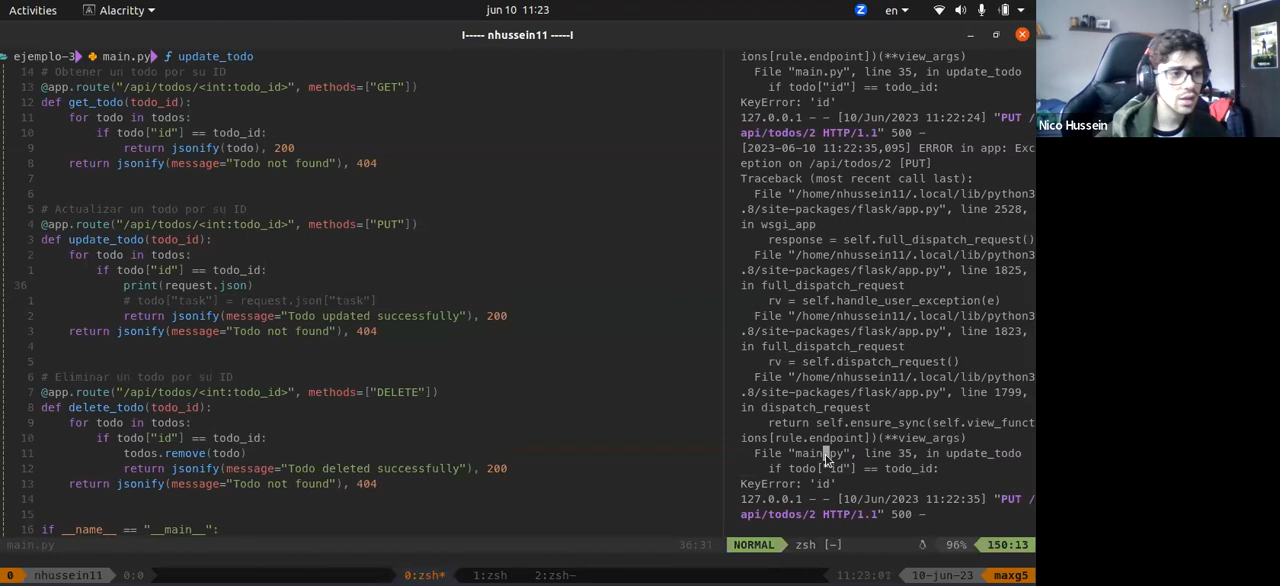 Activities
Alacritty
jun 10 11:23
en
I----- nhussein11 -----I
ejemplo-3 main.py ƒ update_todo
14 # Obtener un todo por su ID
13 @app.route("/api/todos/<int:todo_id>", methods=["GET"])
12 def get_todo(todo_id):
11 for todo in todos:
10 if todo["id"] == todo_id:
9 return jsonify(todo), 200
8 return jsonify(message="Todo not found"), 404
7
6
5 # Actualizar un todo por su ID
4 @app.route("/api/todos/<int:todo_id>", methods=["PUT"])
3 def update_todo(todo_id):
2 for todo in todos:
1 if todo["id"] == todo_id:
36 print(request.json)
1 # todo["task"] = request.json["task"]
2 return jsonify(message="Todo updated successfully"), 200
3 return jsonify(message="Todo not found"), 404
4
5
6 # Eliminar un todo por su ID
7 @app.route("/api/todos/<int:todo_id>", methods=["DELETE"])
8 def delete_todo(todo_id):
9 for todo in todos:
10 if todo["id"] == todo_id:
11 todos.remove(todo)
12 return jsonify(message="Todo deleted successfully"), 200
13 return jsonify(message="Todo not found"), 404
14
15
16 if __name__ == "__main__":
main.py 36:31
ions[rule.endpoint])(**view_args)
File "main.py", line 35, in update_todo
if todo["id"] == todo_id:
KeyError: 'id'
127.0.0.1 - - [10/Jun/2023 11:22:24] "PUT /
api/todos/2 HTTP/1.1" 500 -
[2023-06-10 11:22:35,095] ERROR in app: Exc
eption on /api/todos/2 [PUT]
Traceback (most recent call last):
File "/home/nhussein11/.local/lib/python3
.8/site-packages/flask/app.py", line 2528,
in wsgi_app
response = self.full_dispatch_request()
File "/home/nhussein11/.local/lib/python3
.8/site-packages/flask/app.py", line 1825,
in full_dispatch_request
rv = self.handle_user_exception(e)
File "/home/nhussein11/.local/lib/python3
.8/site-packages/flask/app.py", line 1823,
in full_dispatch_request
rv = self.dispatch_request()
File "/home/nhussein11/.local/lib/python3
.8/site-packages/flask/app.py", line 1799,
in dispatch_request
return self.ensure_sync(self.view_funct
ions[rule.endpoint])(**view_args)
File "main.py", line 35, in update_todo
if todo["id"] == todo_id:
KeyError: 'id'
127.0.0.1 - - [10/Jun/2023 11:22:35] "PUT /
api/todos/2 HTTP/1.1" 500 -
NORMAL zsh [-] 96% 150:13
0 nhussein11 0:0 0:zsh* 1:zsh 2:zsh- 11:23:01 10-jun-23 maxg5
Nico Hussein